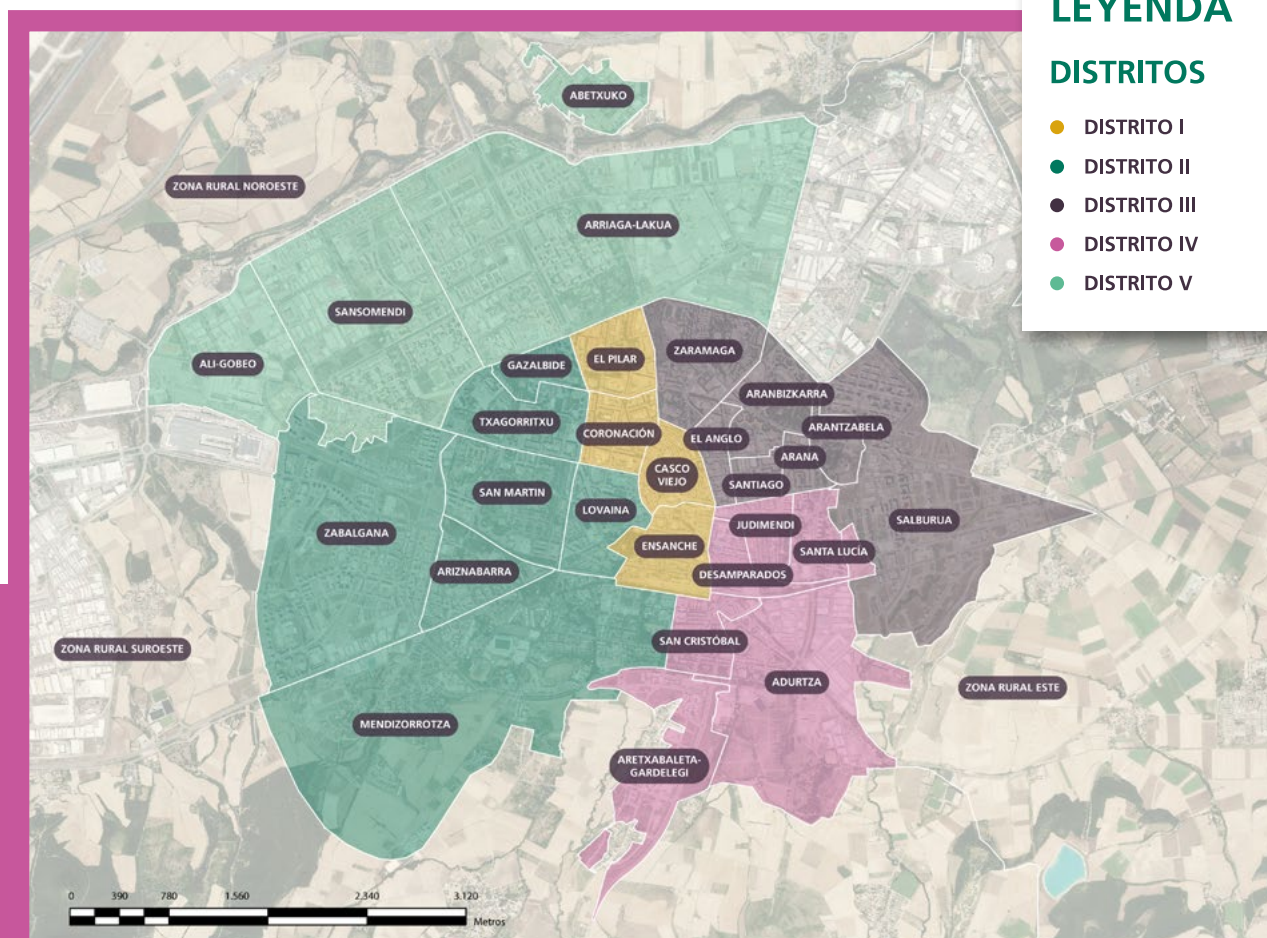 LEYENDA
DISTRITOS
DISTRITO I
DISTRITO II
DISTRITO III
DISTRITO IV
DISTRITO V
ABETXUKO
ZONA RURAL NOROESTE
ARRIAGA-LAKUA
SANSOMENDI
ALI-GOBEO
GAZALBIDE
EL PILAR
ZARAMAGA
ARANBIZKARRA
TXAGORRITXU
CORONACIÓN
EL ANGLO
ARANTZABELA
ARANA
CASCO
VIEJO
SANTIAGO
SAN MARTIN
LOVAINA
ZABALGANA
JUDIMENDI
SALBURUA
ENSANCHE
SANTA LUCÍA
ARIZNABARRA
DESAMPARADOS
ZONA RURAL SUROESTE
SAN CRISTÓBAL
ADURTZA
ZONA RURAL ESTE
MENDIZORROTZA
ARETXABALETA-
GARDELEGI
0 390 780 1.560 2.340 3.120
Metros